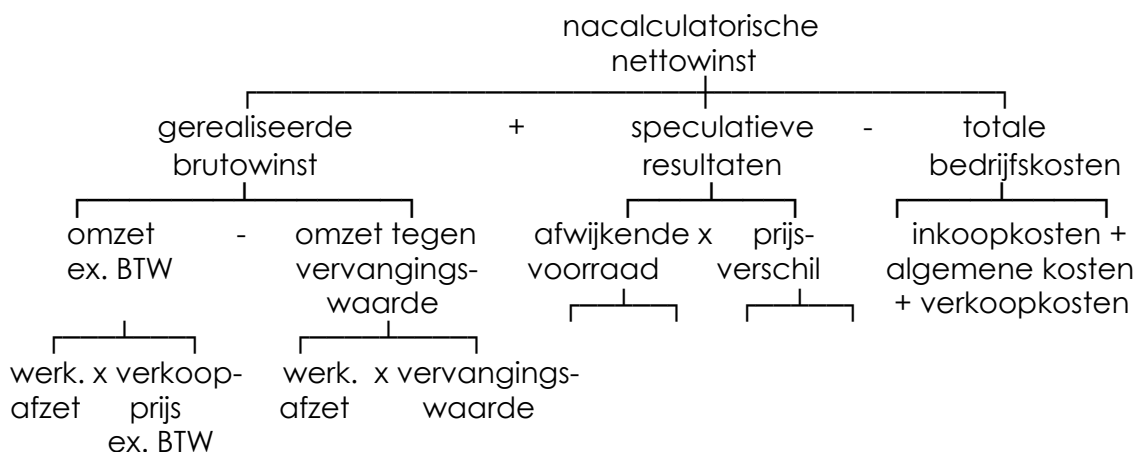 nacalculatorische
nettowinst
gerealiseerde + speculatieve - totale
brutowinst resultaten bedrijfskosten
omzet - omzet tegen afwijkende x prijs- inkoopkosten +
ex. BTW vervangings- voorraad verschil algemene kosten
waarde + verkoopkosten
werk. x verkoop- werk. x vervangings-
afzet prijs afzet waarde
ex. BTW